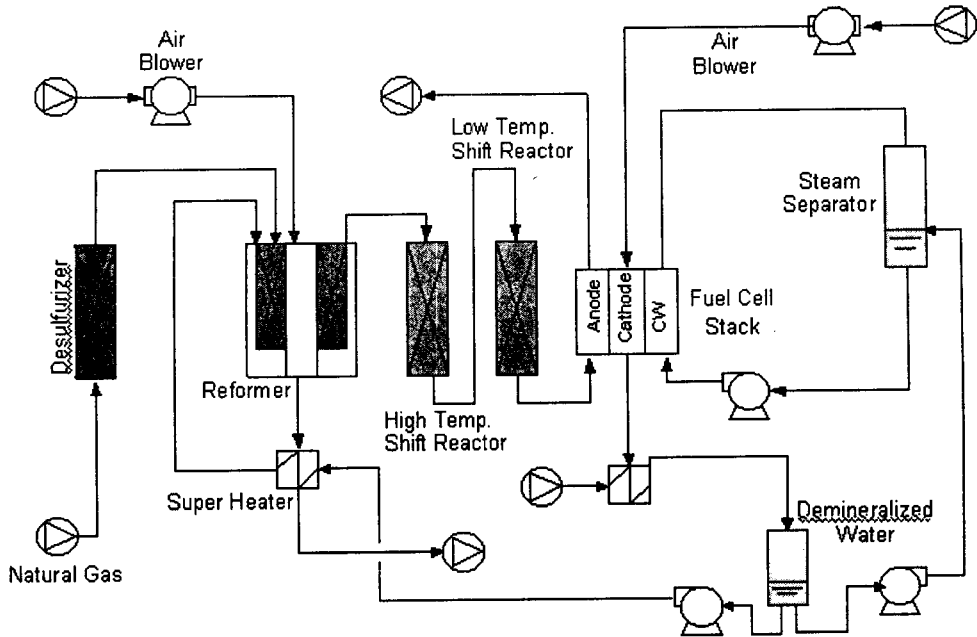 Air
Blower
Air
Blower
Low Temp.
Shift Reactor
Steam
Separator
Desulfurizer
Anode
Cathode
CW
Fuel Cell
Stack
Reformer
High Temp.
Shift Reactor
Super Heater
Demineralized
Water
Natural Gas